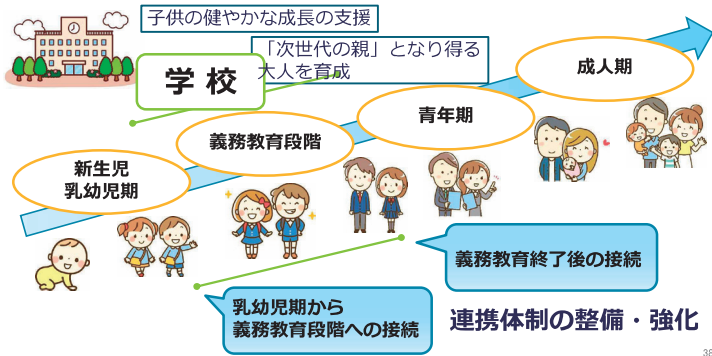 子供の健やかな成長の支援
「次世代の親」となり得る
大人を育成
学 校
成人期
青年期
義務教育段階
新生児
乳幼児期
義務教育終了後の接続
乳幼児期から
義務教育段階への接続
連携体制の整備・強化
38